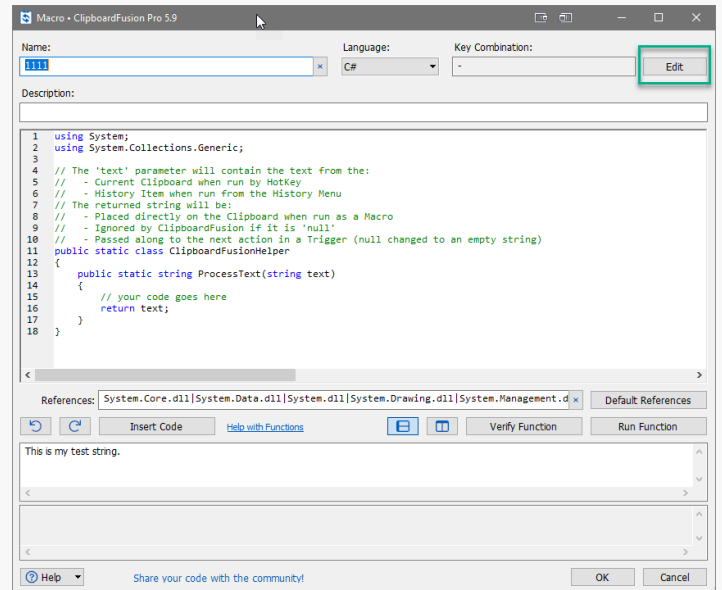 Macro • ClipboardFusion Pro 5.9
Name: Language: Key Combination:
1111 × C# - Edit
Description:
1 using System;
2 using System.Collections.Generic;
3
4 // The 'text' parameter will contain the text from the:
5 //   - Current Clipboard when run by HotKey
6 //   - History Item when run from the History Menu
7 // The returned string will be:
8 //   - Placed directly on the Clipboard when run as a Macro
9 //   - Ignored by ClipboardFusion if it is 'null'
10 //   - Passed along to the next action in a Trigger (null changed to an empty string)
11 public static class ClipboardFusionHelper
12 {
13     public static string ProcessText(string text)
14     {
15         // your code goes here
16         return text;
17     }
18 }
References: System.Core.dll|System.Data.dll|System.dll|System.Drawing.dll|System.Management.d × Default References
Insert Code Help with Functions Verify Function Run Function
This is my test string.
Help Share your code with the community! OK Cancel